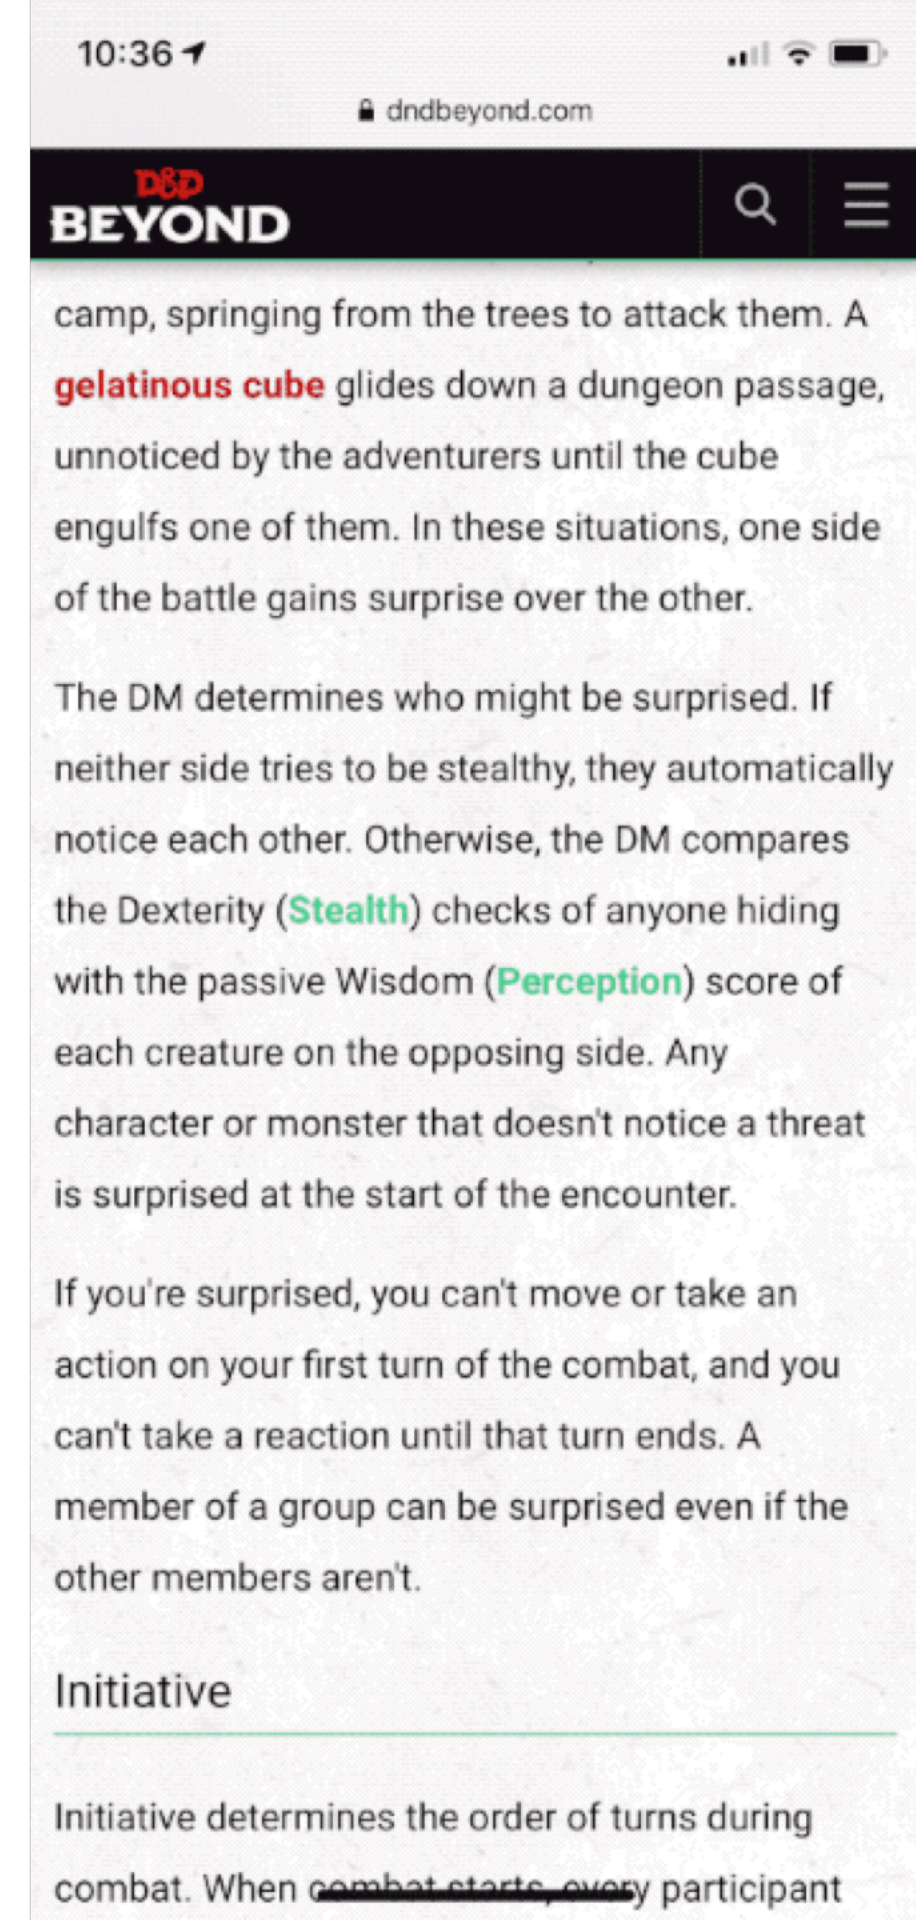 10:36
dndbeyond.com
D&D
BEYOND
camp, springing from the trees to attack them. A
gelatinous cube glides down a dungeon passage,
unnoticed by the adventurers until the cube
engulfs one of them. In these situations, one side
of the battle gains surprise over the other.
The DM determines who might be surprised. If
neither side tries to be stealthy, they automatically
notice each other. Otherwise, the DM compares
the Dexterity (Stealth) checks of anyone hiding
with the passive Wisdom (Perception) score of
each creature on the opposing side. Any
character or monster that doesn't notice a threat
is surprised at the start of the encounter.
If you're surprised, you can't move or take an
action on your first turn of the combat, and you
can't take a reaction until that turn ends. A
member of a group can be surprised even if the
other members aren't.
Initiative
Initiative determines the order of turns during
combat. When combat starts, every participant